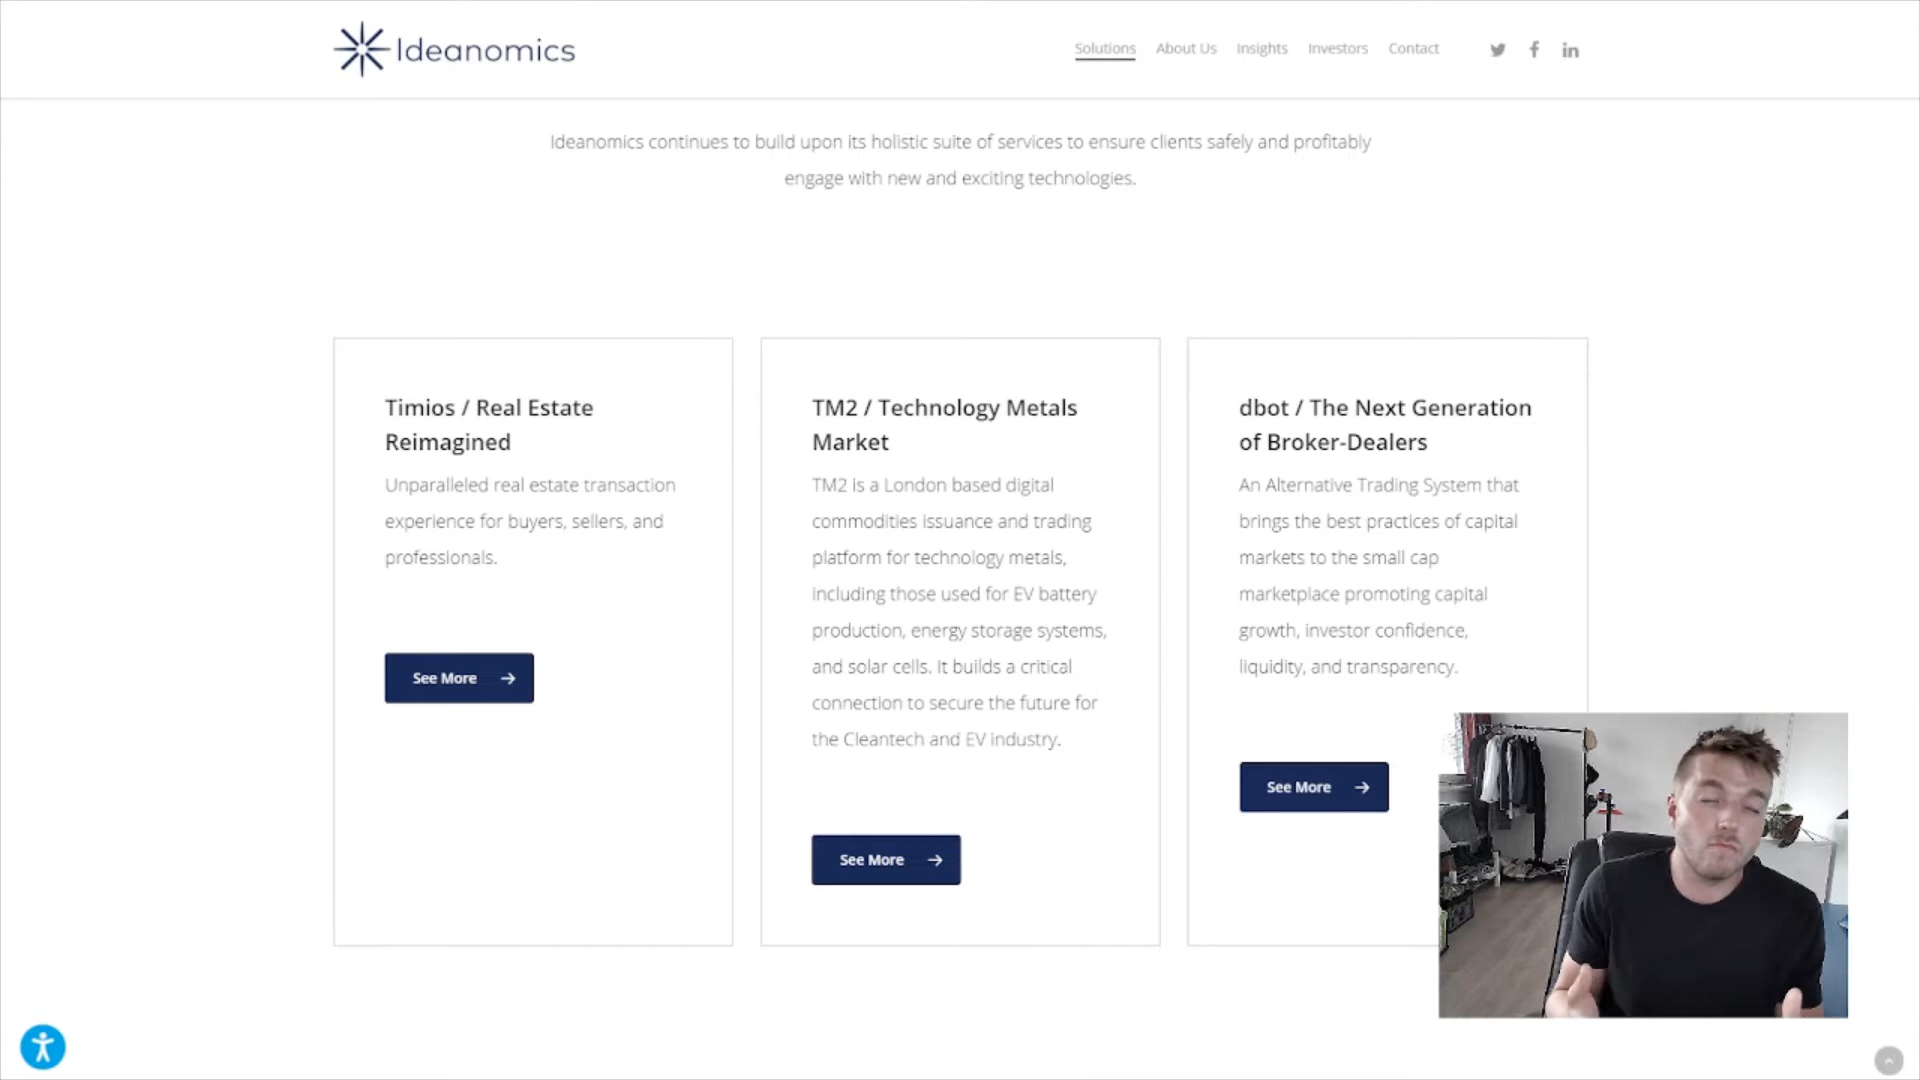 Ideanomics
Solutions About Us Insights Investors Contact
Ideanomics continues to build upon its holistic suite of services to ensure clients safely and profitably
engage with new and exciting technologies.
Timios / Real Estate
Reimagined
Unparalleled real estate transaction
experience for buyers, sellers, and
professionals.
See More
TM2 / Technology Metals
Market
TM2 is a London based digital
commodities issuance and trading
platform for technology metals,
including those used for EV battery
production, energy storage systems,
and solar cells. It builds a critical
connection to secure the future for
the Cleantech and EV industry.
See More
dbot / The Next Generation
of Broker-Dealers
An Alternative Trading System that
brings the best practices of capital
markets to the small cap
marketplace promoting capital
growth, investor confidence,
liquidity, and transparency.
See More